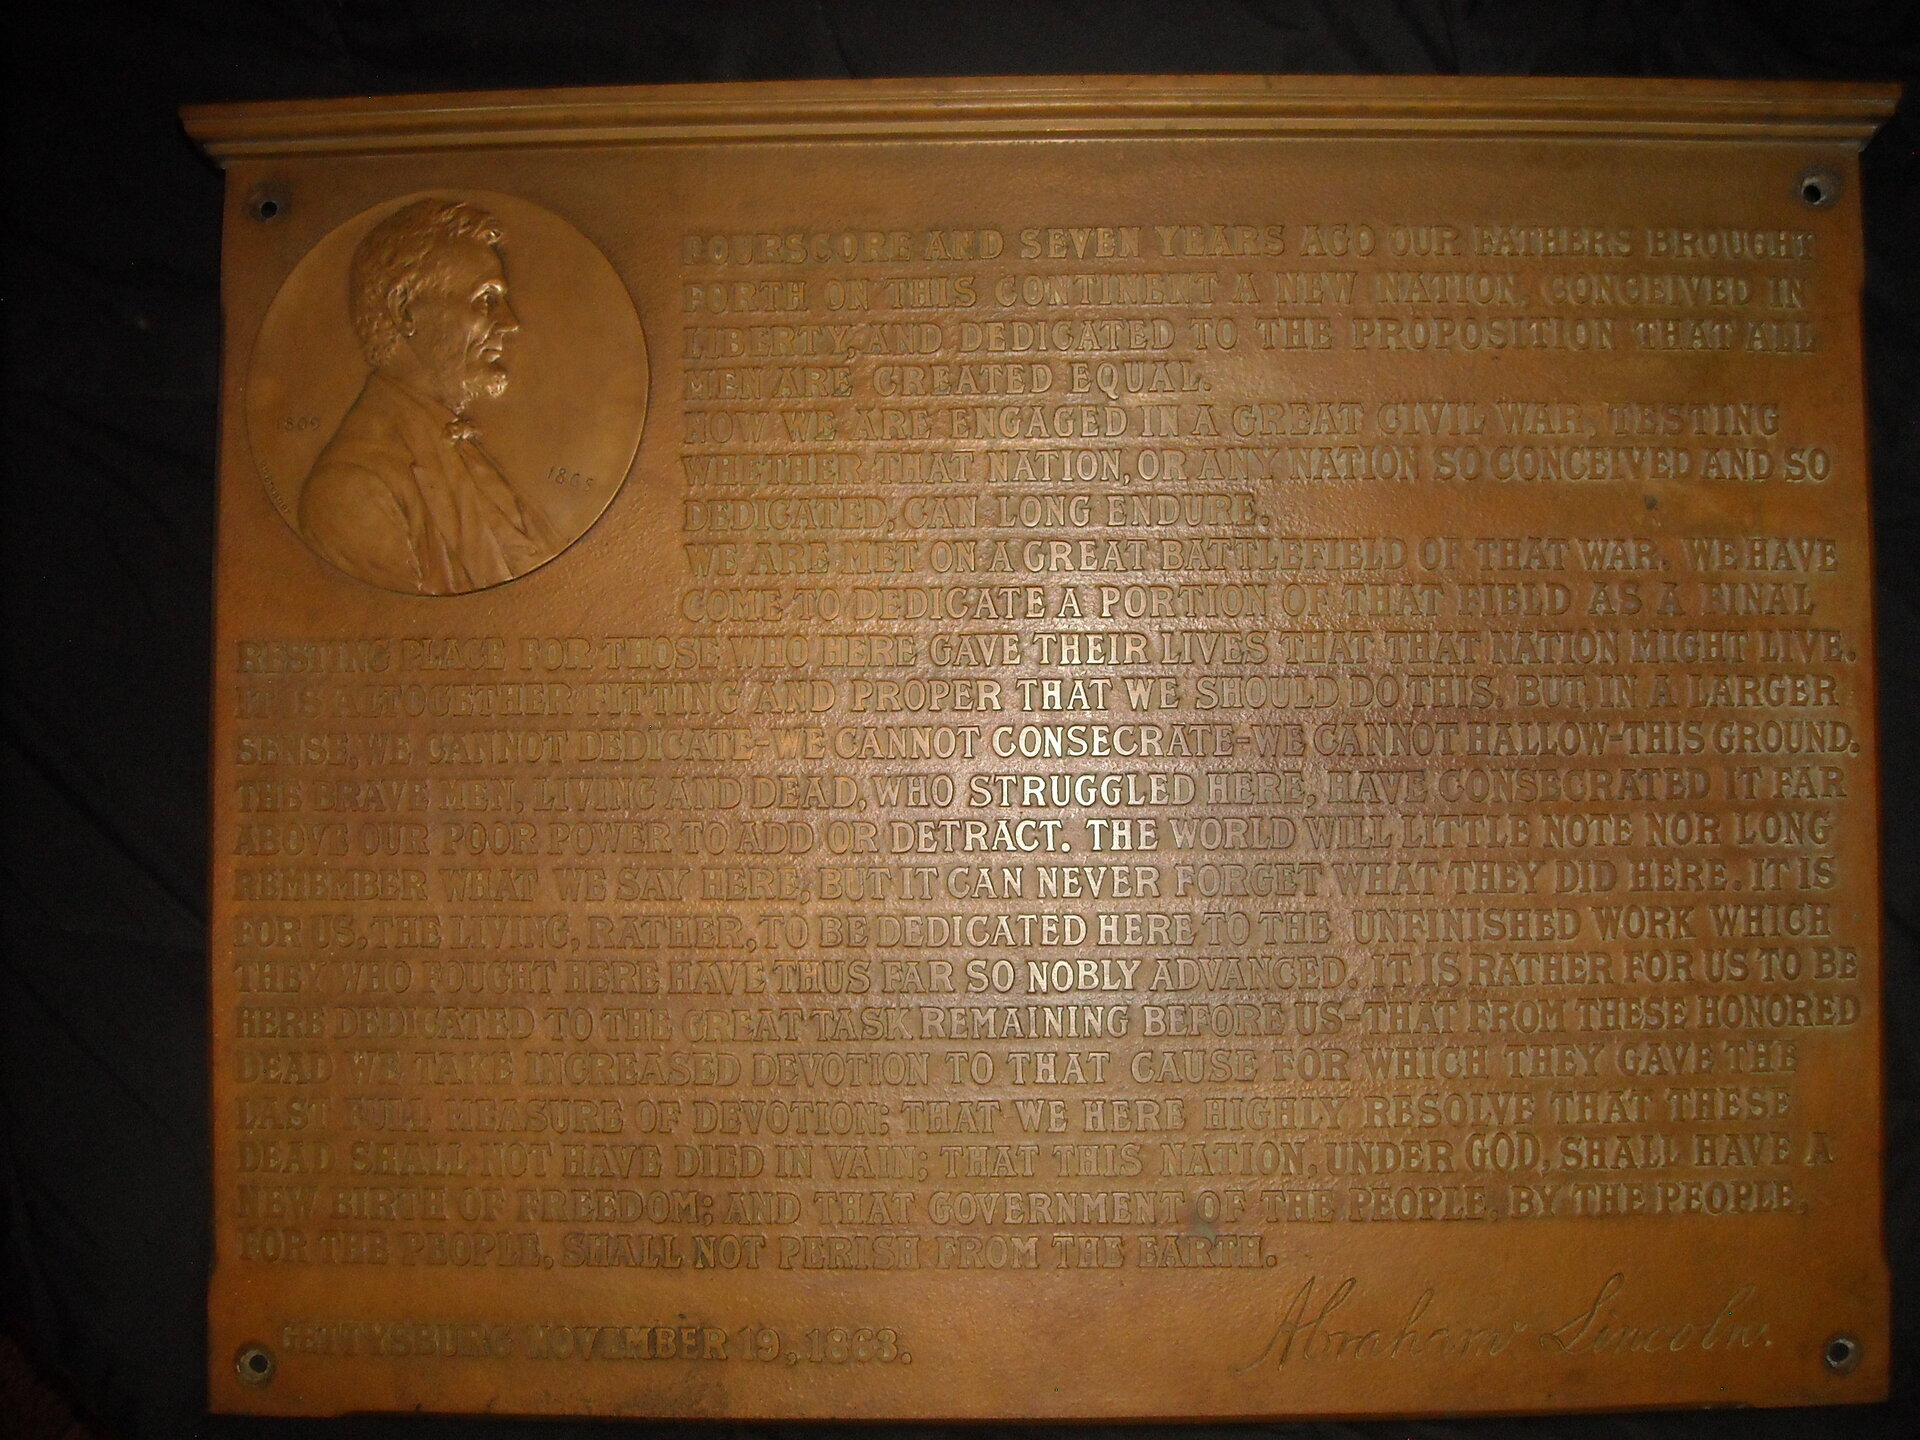 FOURSCORE AND SEVEN YEARS AGO OUR FATHERS BROUGHT
FORTH ON THIS CONTINENT A NEW NATION, CONCEIVED IN
LIBERTY, AND DEDICATED TO THE PROPOSITION THAT ALL
MEN ARE CREATED EQUAL.
NOW WE ARE ENGAGED IN A GREAT CIVIL WAR, TESTING
WHETHER THAT NATION, OR ANY NATION SO CONCEIVED AND SO
DEDICATED, CAN LONG ENDURE.
WE ARE MET ON A GREAT BATTLEFIELD OF THAT WAR. WE HAVE
COME TO DEDICATE A PORTION OF THAT FIELD AS A FINAL
RESTING PLACE FOR THOSE WHO HERE GAVE THEIR LIVES THAT THAT NATION MIGHT LIVE.
IT IS ALTOGETHER FITTING AND PROPER THAT WE SHOULD DO THIS. BUT, IN A LARGER
SENSE, WE CANNOT DEDICATE-WE CANNOT CONSECRATE-WE CANNOT HALLOW-THIS GROUND.
THE BRAVE MEN, LIVING AND DEAD, WHO STRUGGLED HERE, HAVE CONSECRATED IT FAR
ABOVE OUR POOR POWER TO ADD OR DETRACT. THE WORLD WILL LITTLE NOTE NOR LONG
REMEMBER WHAT WE SAY HERE, BUT IT CAN NEVER FORGET WHAT THEY DID HERE. IT IS
FOR US, THE LIVING, RATHER, TO BE DEDICATED HERE TO THE UNFINISHED WORK WHICH
THEY WHO FOUGHT HERE HAVE THUS FAR SO NOBLY ADVANCED. IT IS RATHER FOR US TO BE
HERE DEDICATED TO THE GREAT TASK REMAINING BEFORE US-THAT FROM THESE HONORED
DEAD WE TAKE INCREASED DEVOTION TO THAT CAUSE FOR WHICH THEY GAVE THE
LAST FULL MEASURE OF DEVOTION; THAT WE HERE HIGHLY RESOLVE THAT THESE
DEAD SHALL NOT HAVE DIED IN VAIN; THAT THIS NATION, UNDER GOD, SHALL HAVE A
NEW BIRTH OF FREEDOM; AND THAT GOVERNMENT OF THE PEOPLE, BY THE PEOPLE,
FOR THE PEOPLE, SHALL NOT PERISH FROM THE EARTH.
GETTYSBURG NOVEMBER 19, 1863.
Abraham Lincoln.
1809
1865